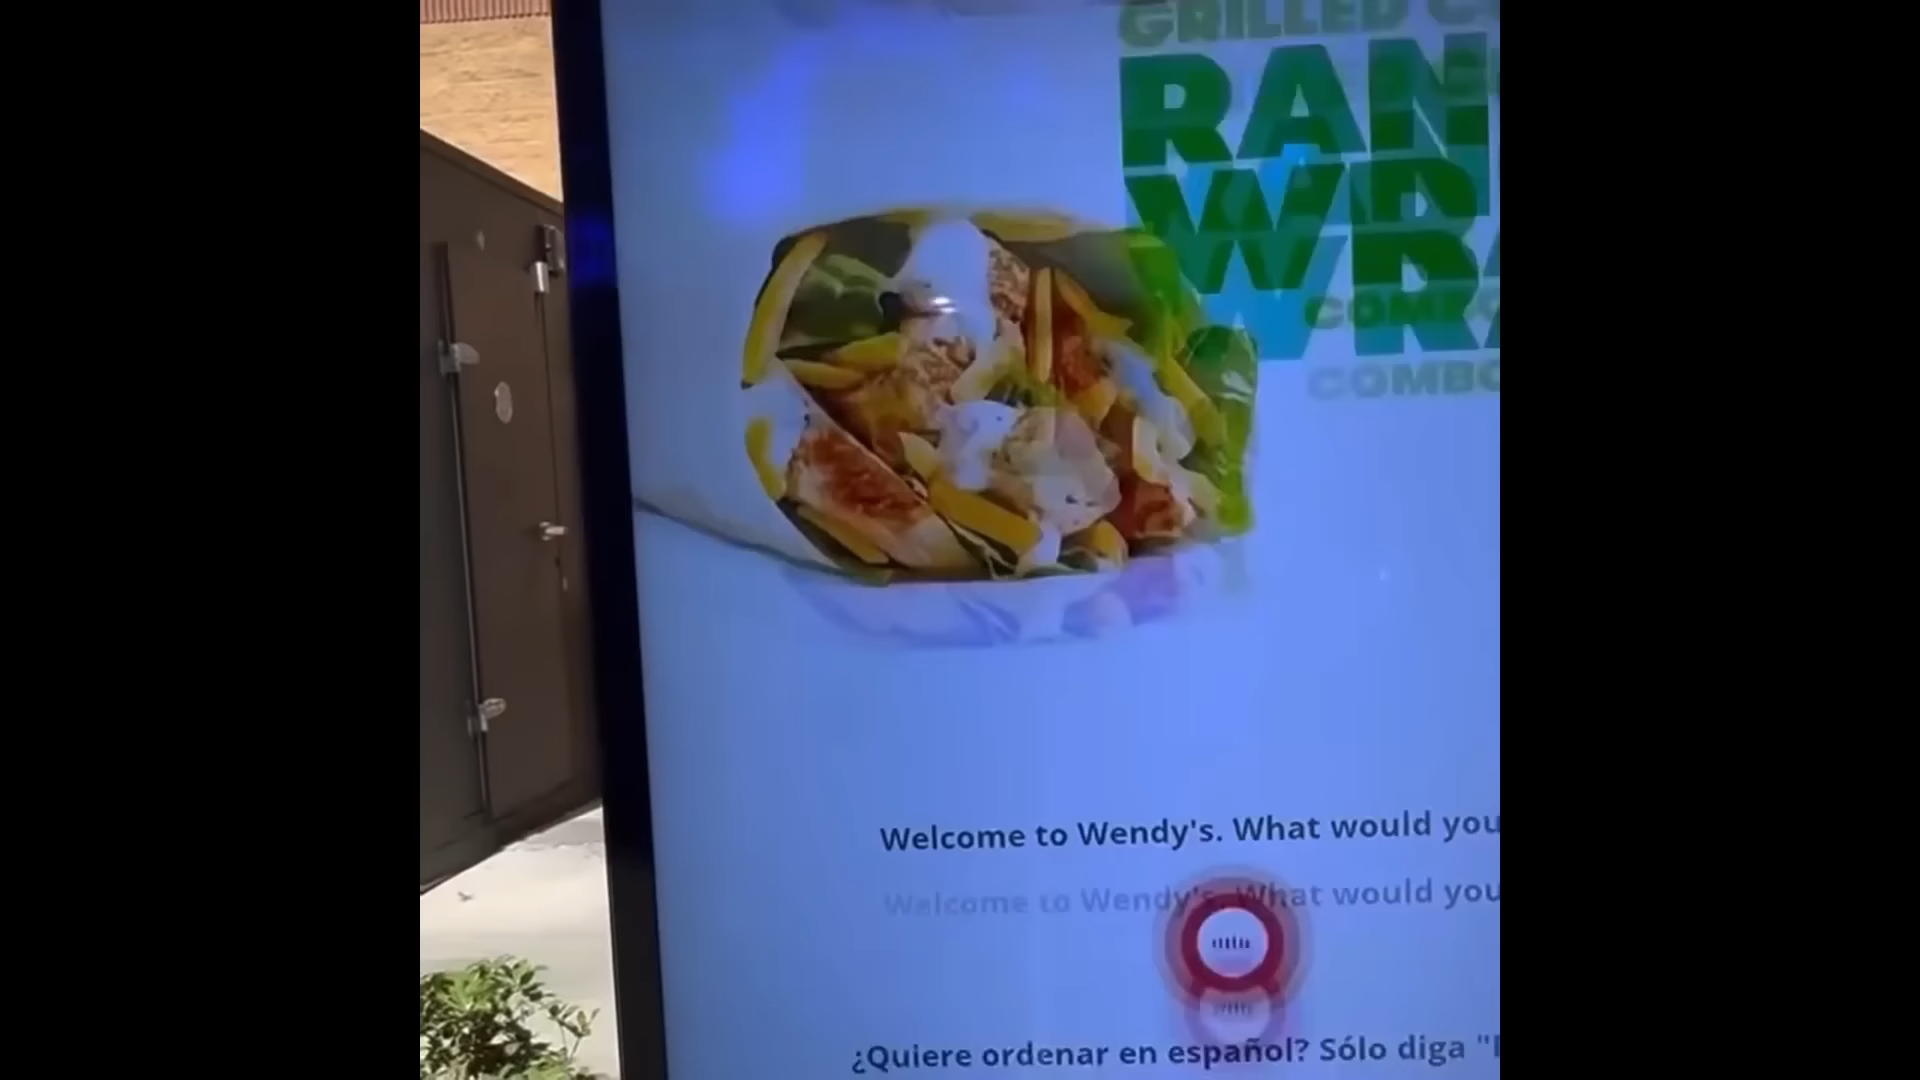 GRILLED
RAN
WRA
COMBO
Welcome to Wendy's. What would you
Welcome to Wendy's. What would you
¿Quiere ordenar en español? Sólo diga "